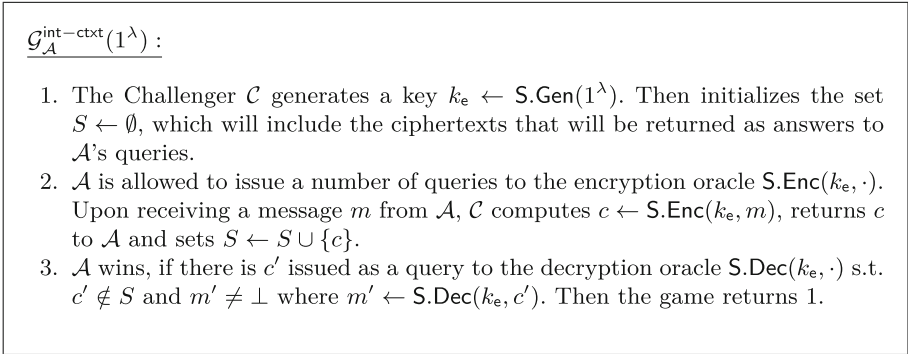 𝒢_𝒜^{int−ctxt}(1^λ) :
1. The Challenger 𝒞 generates a key k_e ← S.Gen(1^λ). Then initializes the set
S ← ∅, which will include the ciphertexts that will be returned as answers to
𝒜's queries.
2. 𝒜 is allowed to issue a number of queries to the encryption oracle S.Enc(k_e, ·).
Upon receiving a message m from 𝒜, 𝒞 computes c ← S.Enc(k_e, m), returns c
to 𝒜 and sets S ← S ∪ {c}.
3. 𝒜 wins, if there is c′ issued as a query to the decryption oracle S.Dec(k_e, ·) s.t.
c′ ∉ S and m′ ≠ ⊥ where m′ ← S.Dec(k_e, c′). Then the game returns 1.